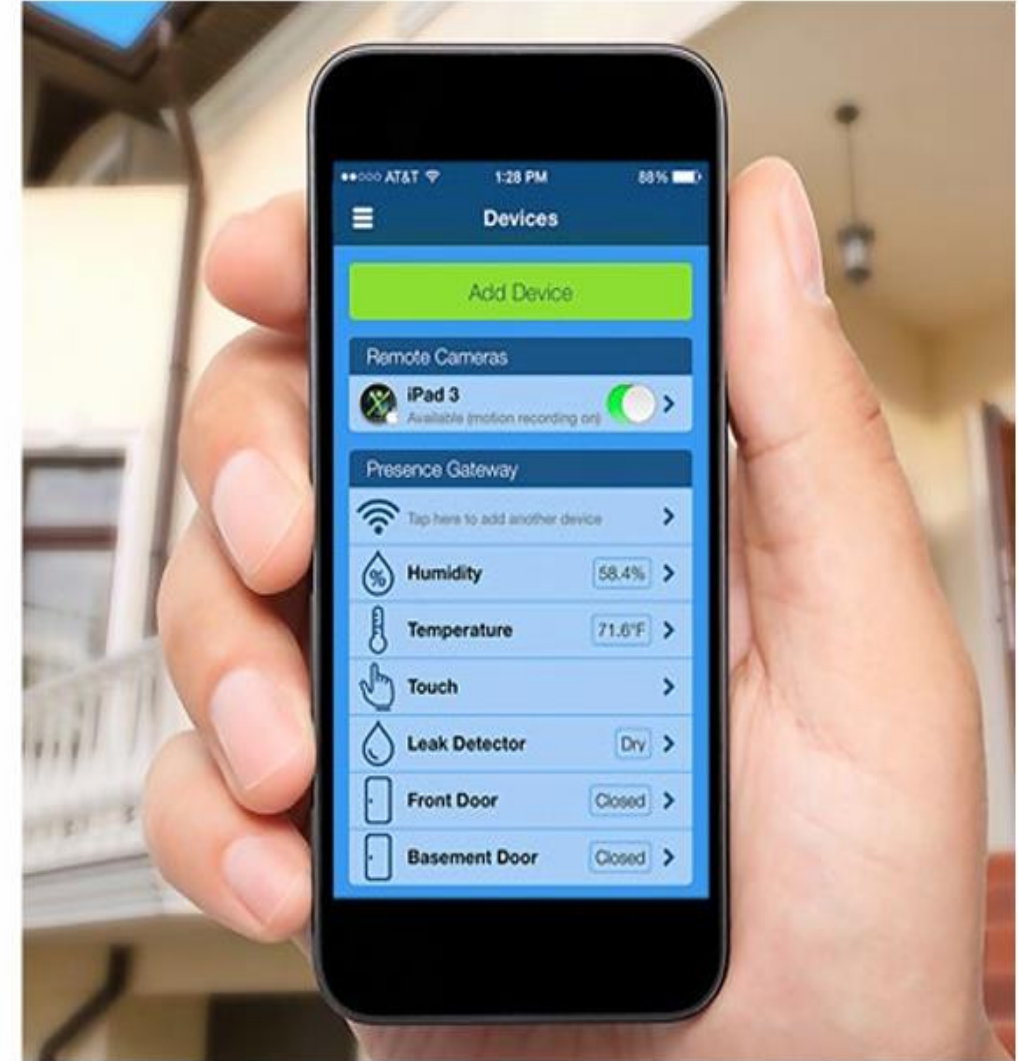 AT&T 1:28 PM 88%
Devices
Add Device
Remote Cameras
iPad 3
Available (motion recording on)
Presence Gateway
Tap here to add another device
Humidity 58.4%
Temperature 71.6°F
Touch
Leak Detector Dry
Front Door Closed
Basement Door Closed